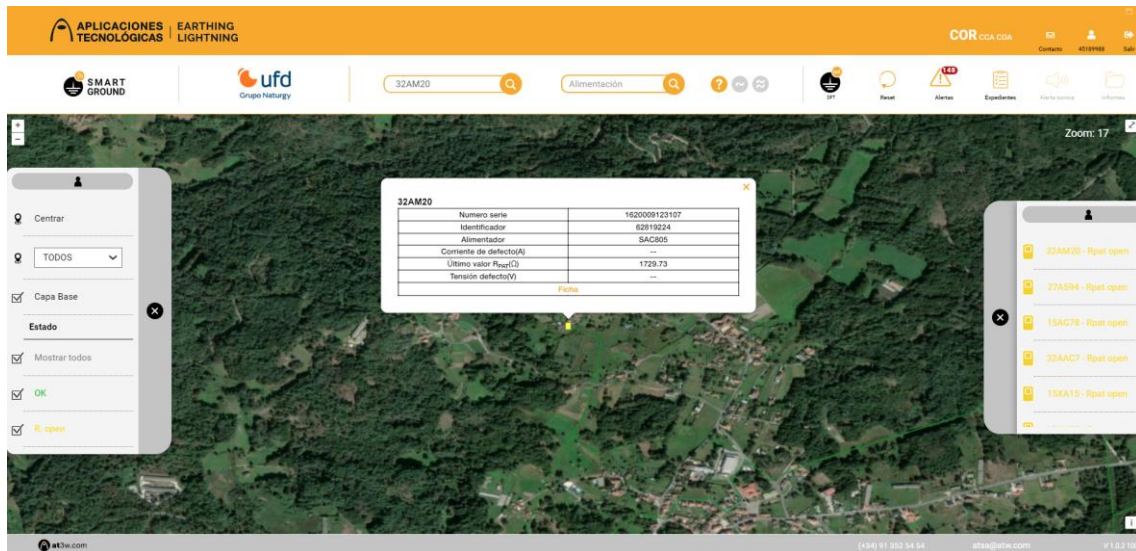 APLICACIONES TECNOLÓGICAS
EARTHING LIGHTNING
COR CCA COA
Contacto
45189988
Salir
SMART GROUND
ufd
Grupo Naturgy
32AM20
Alimentación
?
Reset
148
Alertas
Expedientes
Informes
+
−
Zoom: 17
Centrar
TODOS
Capa Base
Estado
Mostrar todos
OK
R. open
32AM20
Numero serie 1620009123107
Identificador 62819224
Alimentador SAC805
Corriente de defecto(A) --
Último valor RPAT(Ω) 1729.73
Tensión defecto(V) --
Ficha
32AM20 - Rpat open
27A594 - Rpat open
15AG78 - Rpat open
32AAC7 - Rpat open
15XA15 - Rpat open
i
at3w.com
(+34) 91 352 54 54
atsa@atw.com